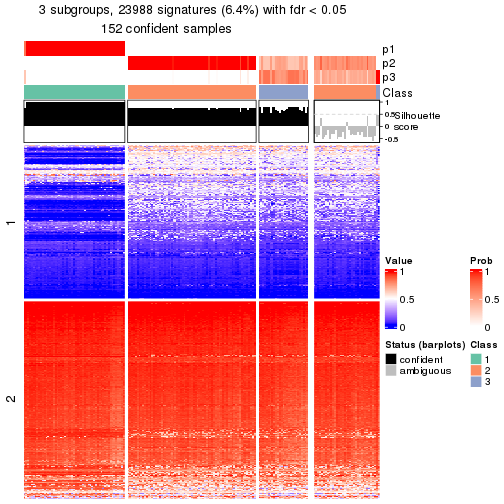 3 subgroups, 23988 signatures (6.4%) with fdr < 0.05
152 confident samples
p1
p2
p3
Class
1
0.5
0
-0.5
Silhouette
score
1
2
Value
1
0.5
0
Prob
1
0.5
0
Status (barplots)
confident
ambiguous
Class
1
2
3